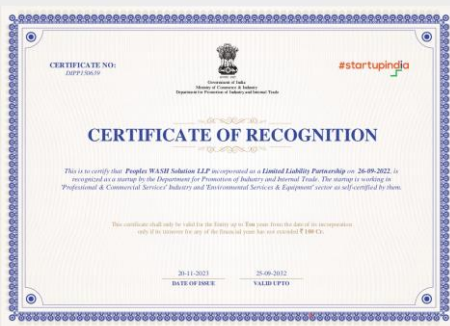 CERTIFICATE NO:
DIPP150639
#startupindia
Government of India
Ministry of Commerce & Industry
Department for Promotion of Industry and Internal Trade
CERTIFICATE OF RECOGNITION
This is to certify that Peoples WASH Solution LLP incorporated as a Limited Liability Partnership on 26-09-2022, is
recognized as a startup by the Department for Promotion of Industry and Internal Trade. The startup is working in
'Professional & Commercial Services' Industry and 'Environmental Services & Equipment' sector as self-certified by them.
This certificate shall only be valid for the Entity up to Ten years from the date of its incorporation
only if its turnover for any of the financial years has not exceeded ₹ 100 Cr.
20-11-2023
DATE OF ISSUE
25-09-2032
VALID UPTO